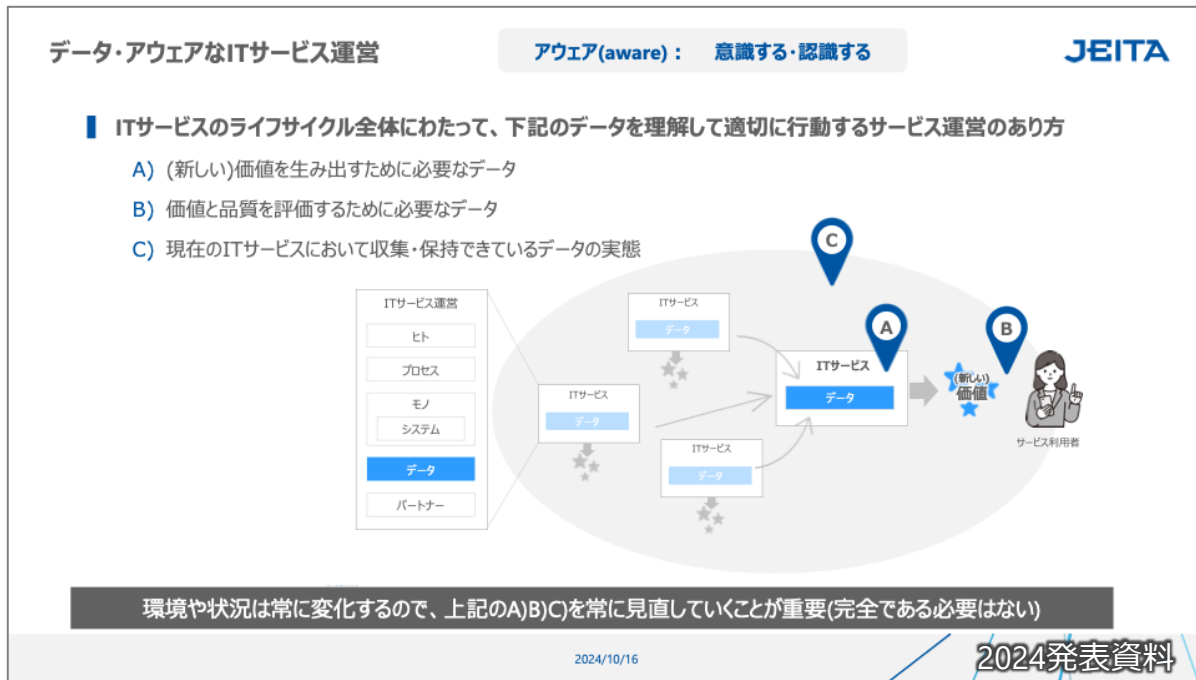 データ・アウェアなITサービス運営
アウェア(aware)： 意識する・認識する
JEITA
ITサービスのライフサイクル全体にわたって、下記のデータを理解して適切に行動するサービス運営のあり方
A) (新しい)価値を生み出すために必要なデータ
B) 価値と品質を評価するために必要なデータ
C) 現在のITサービスにおいて収集・保持できているデータの実態
C
ITサービス運営
ヒト
プロセス
モノ
システム
データ
パートナー
ITサービス
データ
ITサービス
データ
ITサービス
データ
A
ITサービス
データ
B
(新しい)
価値
サービス利用者
環境や状況は常に変化するので、上記のA)B)C)を常に見直していくことが重要(完全である必要はない)
2024/10/16
2024発表資料